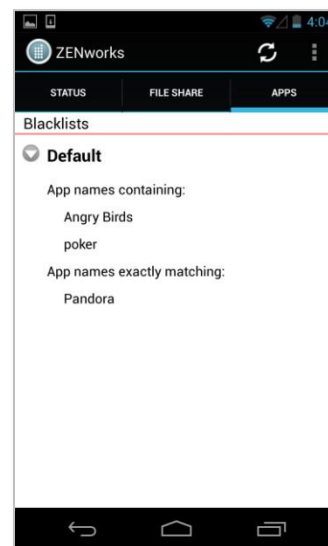 4:04
ZENworks
STATUS FILE SHARE APPS
Blacklists
Default
App names containing:
Angry Birds
poker
App names exactly matching:
Pandora